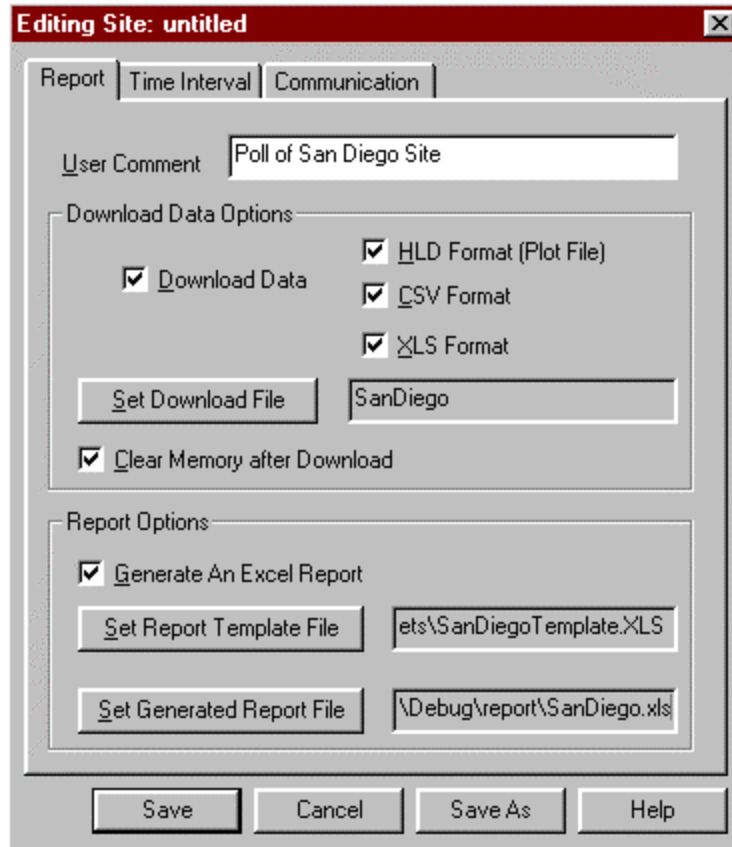 Editing Site: untitled
Report
Time Interval
Communication
User Comment
Poll of San Diego Site
Download Data Options
Download Data
HLD Format (Plot File)
CSV Format
XLS Format
Set Download File
SanDiego
Clear Memory after Download
Report Options
Generate An Excel Report
Set Report Template File
ets\SanDiegoTemplate.XLS
Set Generated Report File
\Debug\report\SanDiego.xls
Save
Cancel
Save As
Help